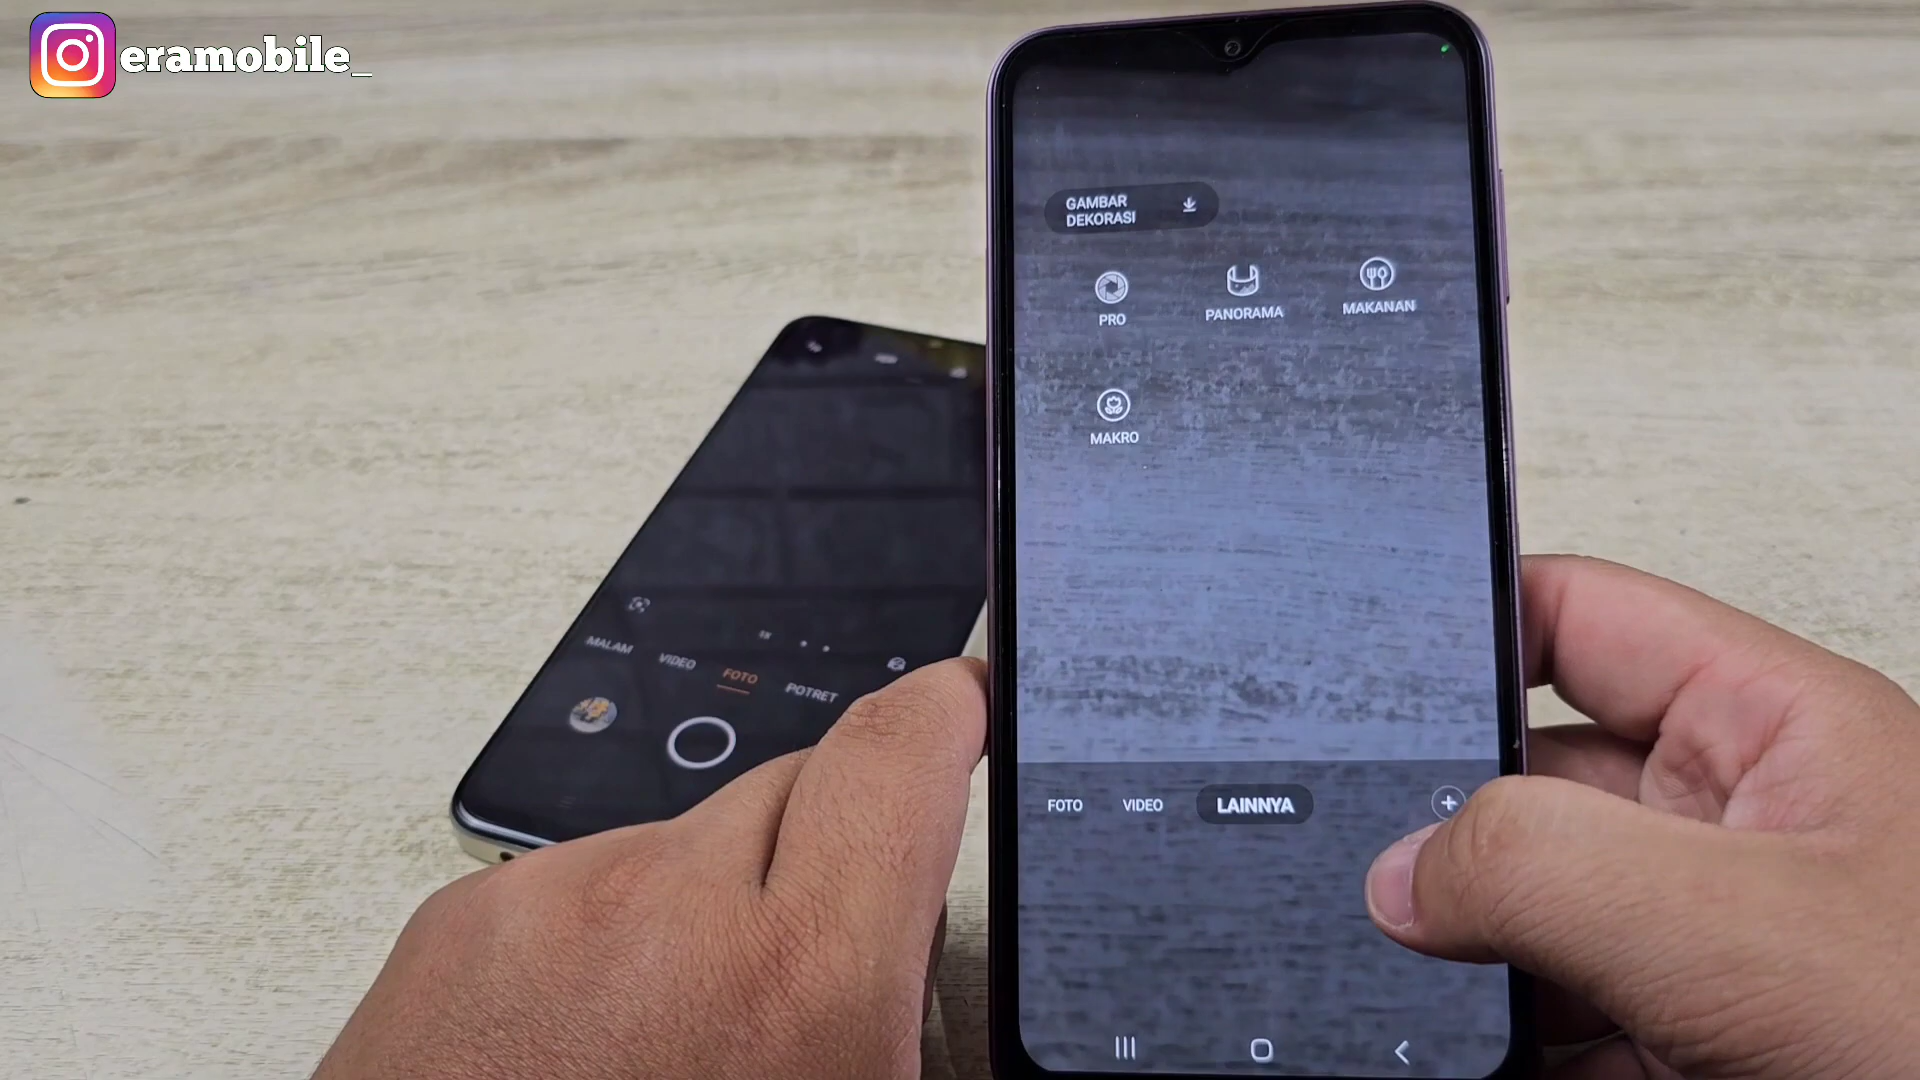 eramobile_
GAMBAR
DEKORASI
PRO
PANORAMA
MAKANAN
MAKRO
FOTO
VIDEO
LAINNYA
MALAM
VIDEO
FOTO
POTRET